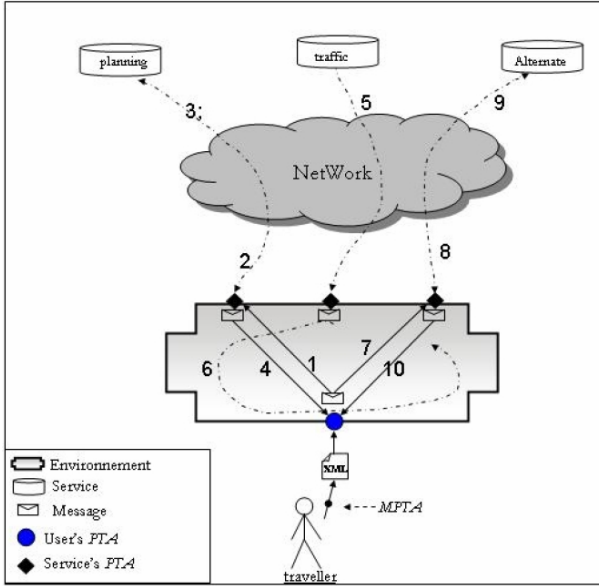 planning
traffic
Alternate
3;
5
9
NetWork
2
8
6
4
1
7
10
XML
MPTA
traveller
Environnement
Service
Message
User's PTA
Service's PTA